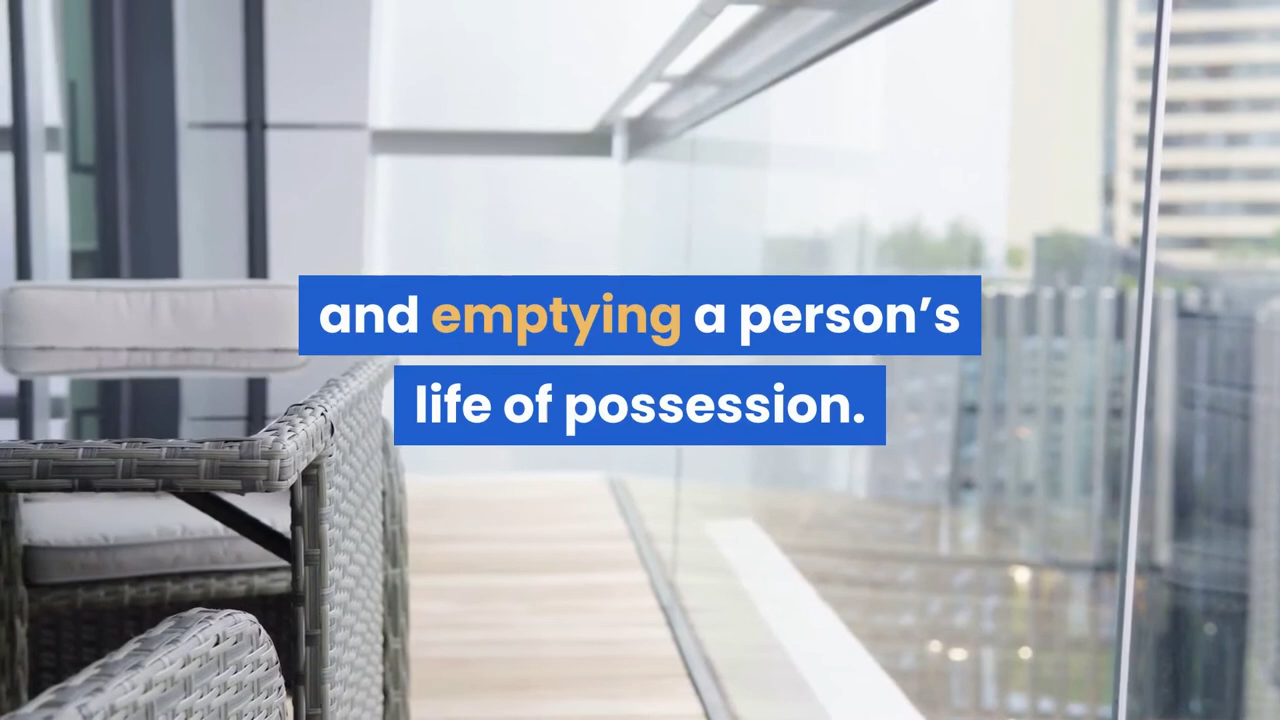 and emptying a person’s
life of possession.